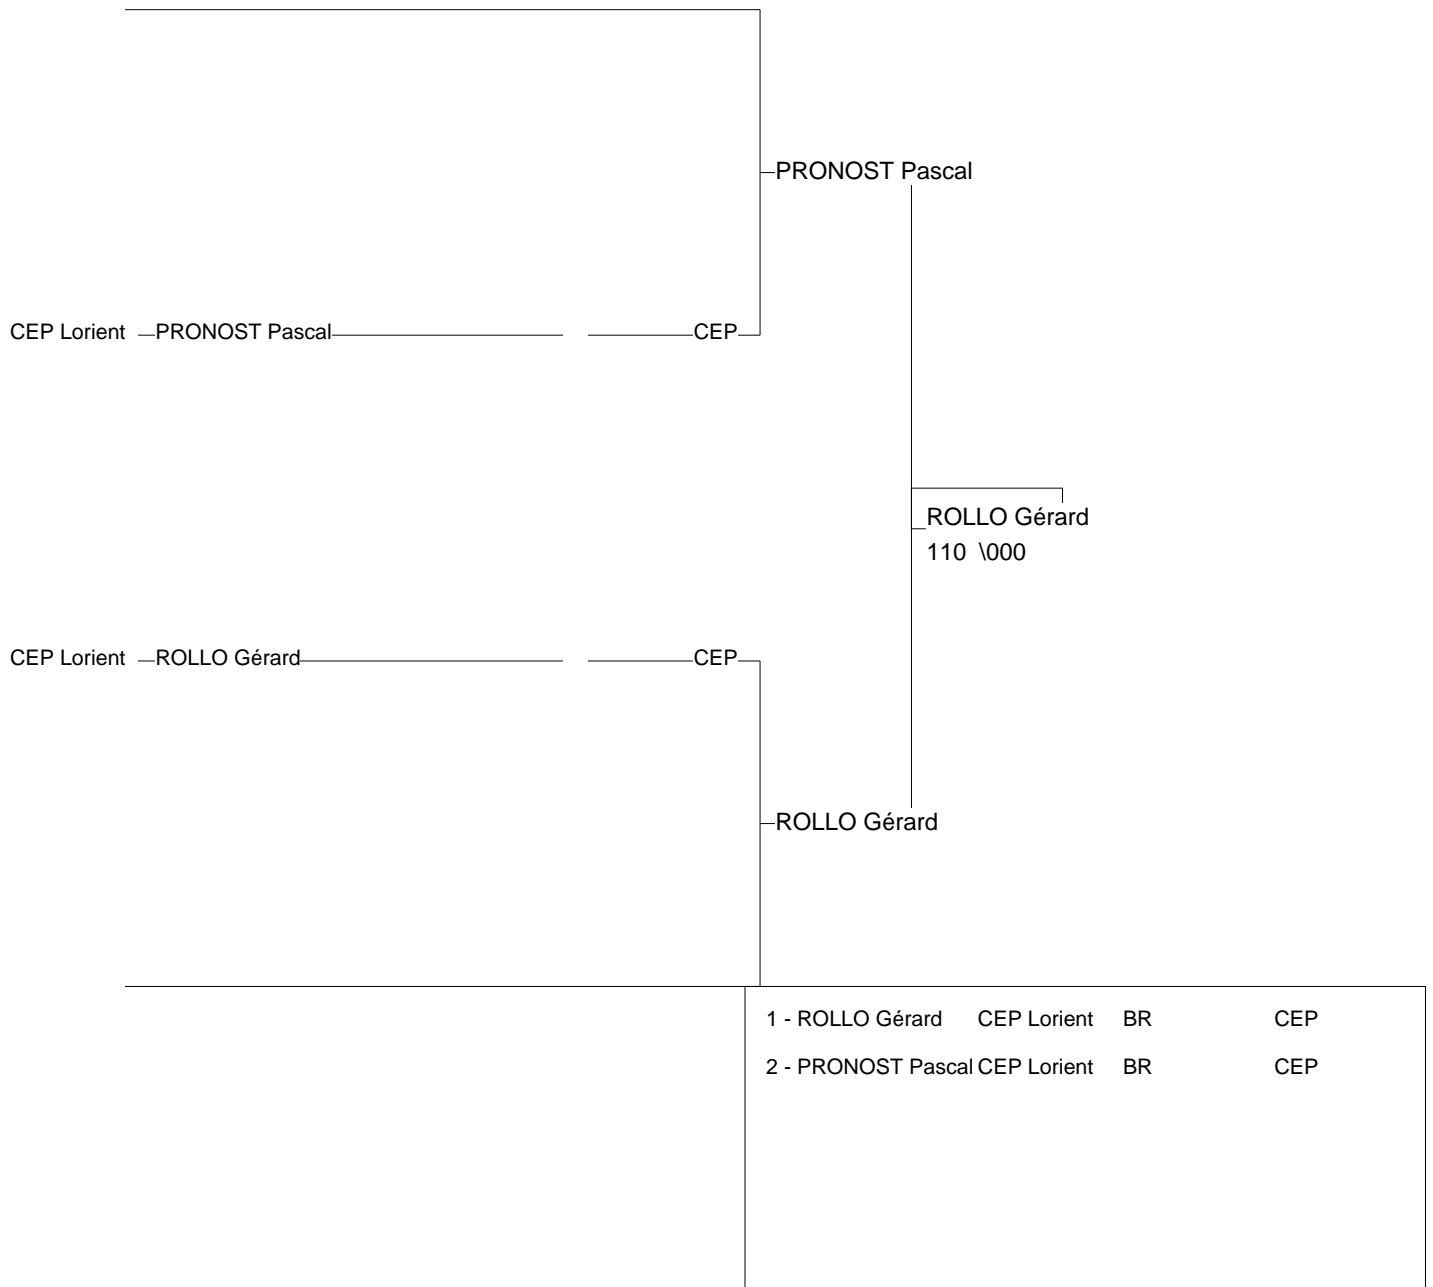 PRONOST Pascal
CEP Lorient PRONOST Pascal CEP
ROLLO Gérard
110 \000
CEP Lorient ROLLO Gérard CEP
ROLLO Gérard
1 - ROLLO Gérard CEP Lorient BR CEP
2 - PRONOST Pascal CEP Lorient BR CEP